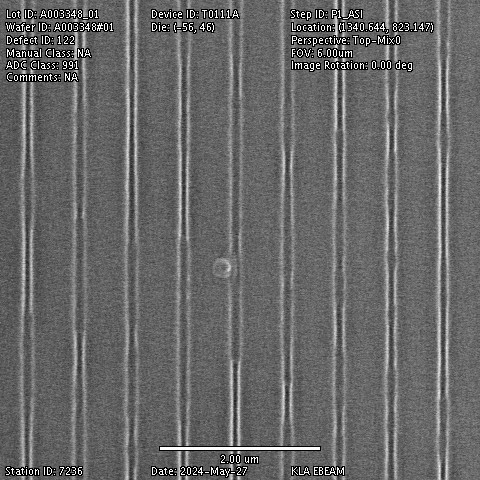 Lot ID: A003348_01 Device ID: T0111A Step ID: P1_ASI
Wafer ID: A003348#01 Die: (-56, 46) Location: (1340.644, 823.147)
Defect ID: 122 Perspective: Top-Mix0
Manual Class: NA FOV: 6.00um
ADC Class: 991 Image Rotation: 0.00 deg
Comments: NA
2.00 um
Station ID: 7236 Date: 2024-May-27 KLA EBEAM